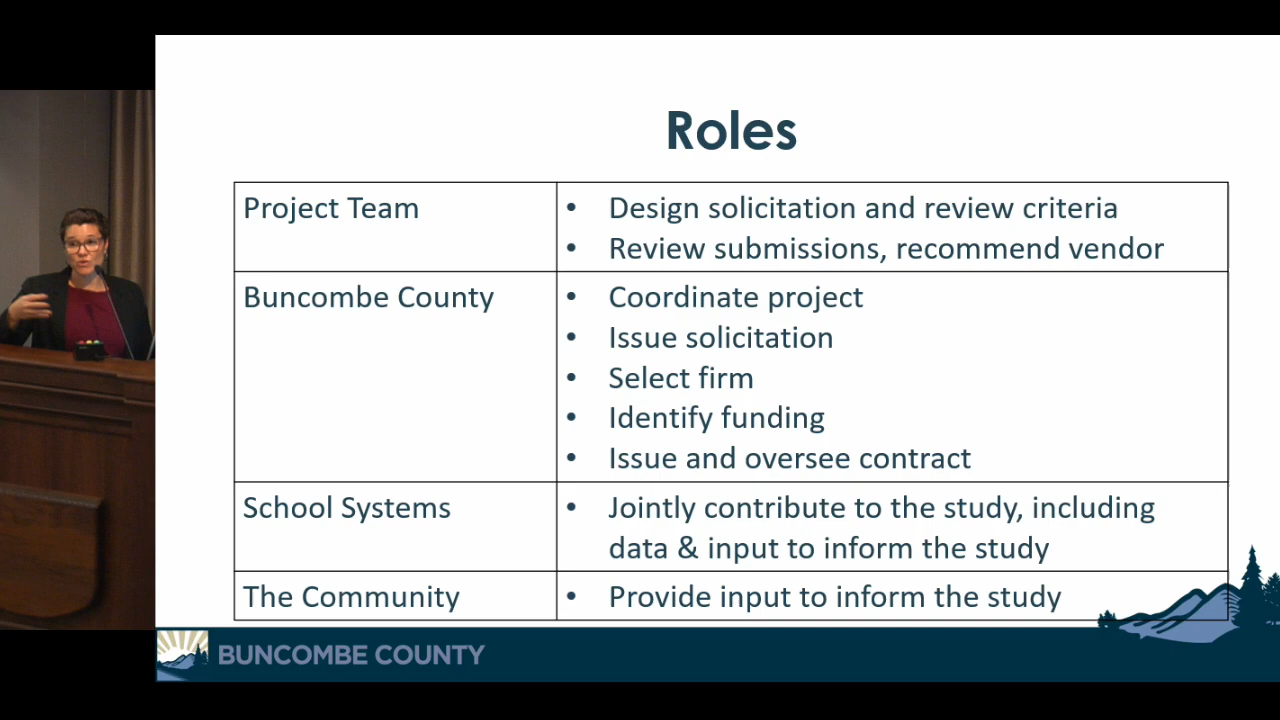 Roles
Project Team
• Design solicitation and review criteria
• Review submissions, recommend vendor
Buncombe County
• Coordinate project
• Issue solicitation
• Select firm
• Identify funding
• Issue and oversee contract
School Systems
• Jointly contribute to the study, including
data & input to inform the study
The Community
• Provide input to inform the study
BUNCOMBE COUNTY